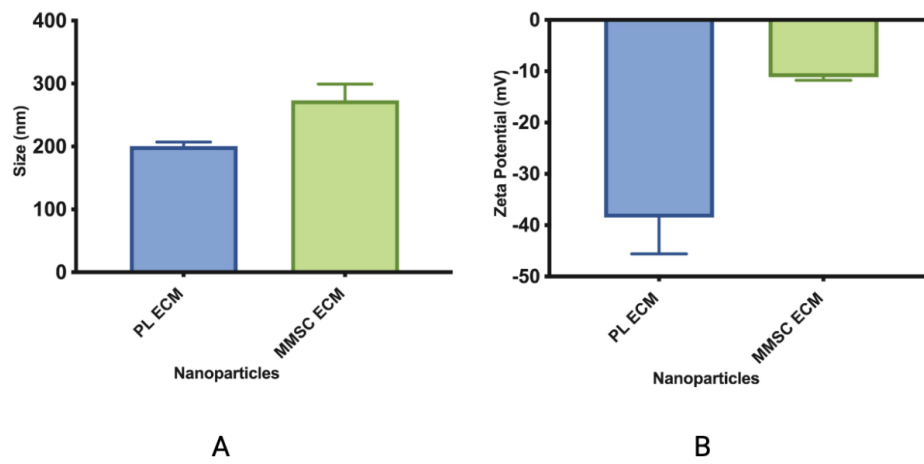 400
300
200
100
0
Size (nm)
PL ECM
MMSC ECM
Nanoparticles
A
0
-10
-20
-30
-40
-50
Zeta Potential (mV)
PL ECM
MMSC ECM
Nanoparticles
B